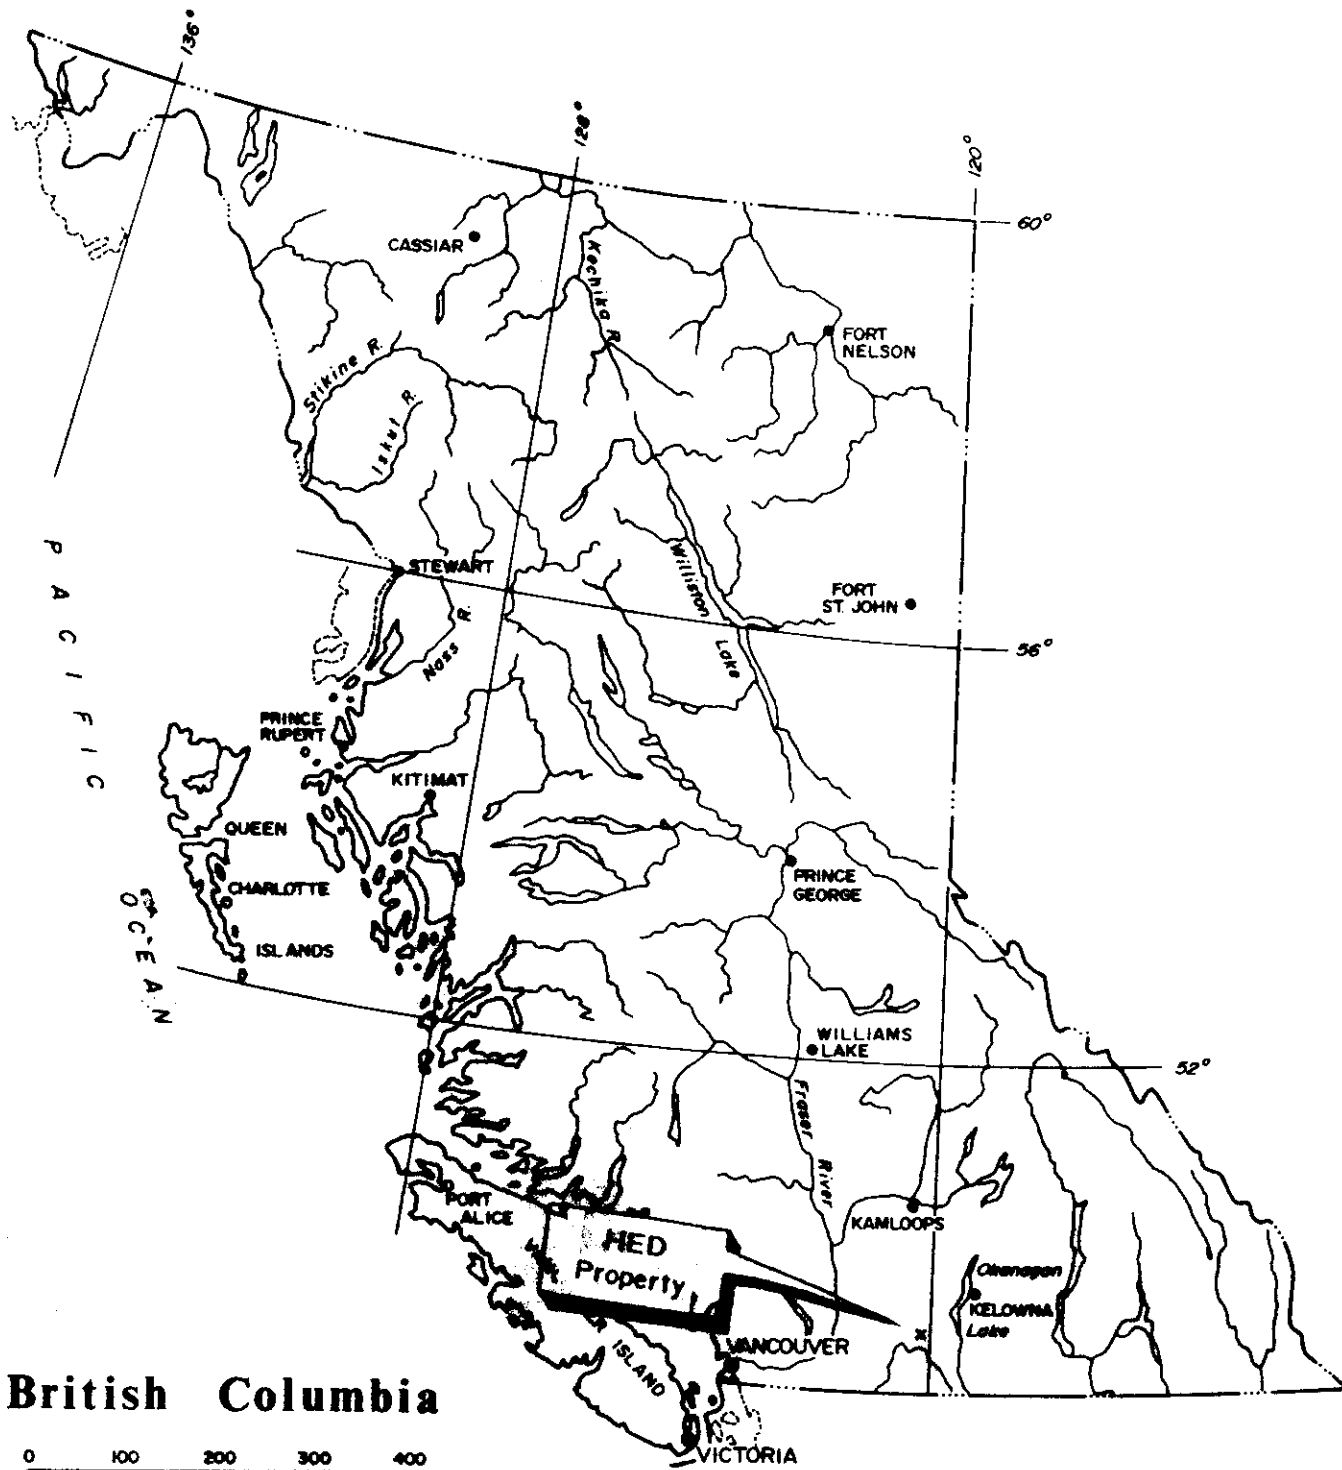 136°
128°
120°
60°
CASSIAR
Kechika R.
FORT
NELSON
Stikine R.
Iskut R.
PACIFIC
STEWART
Williston
Lake
FORT
ST. JOHN
Nass R.
56°
PRINCE
RUPERT
KITIMAT
QUEEN
CHARLOTTE
ISLANDS
OCEAN
PRINCE
GEORGE
WILLIAMS
LAKE
52°
Fraser
River
PORT
ALICE
KAMLOOPS
HED
Property
Okanagan
KELOWNA
Lake
VANCOUVER
ISLAND
British Columbia
0 100 200 300 400
VICTORIA